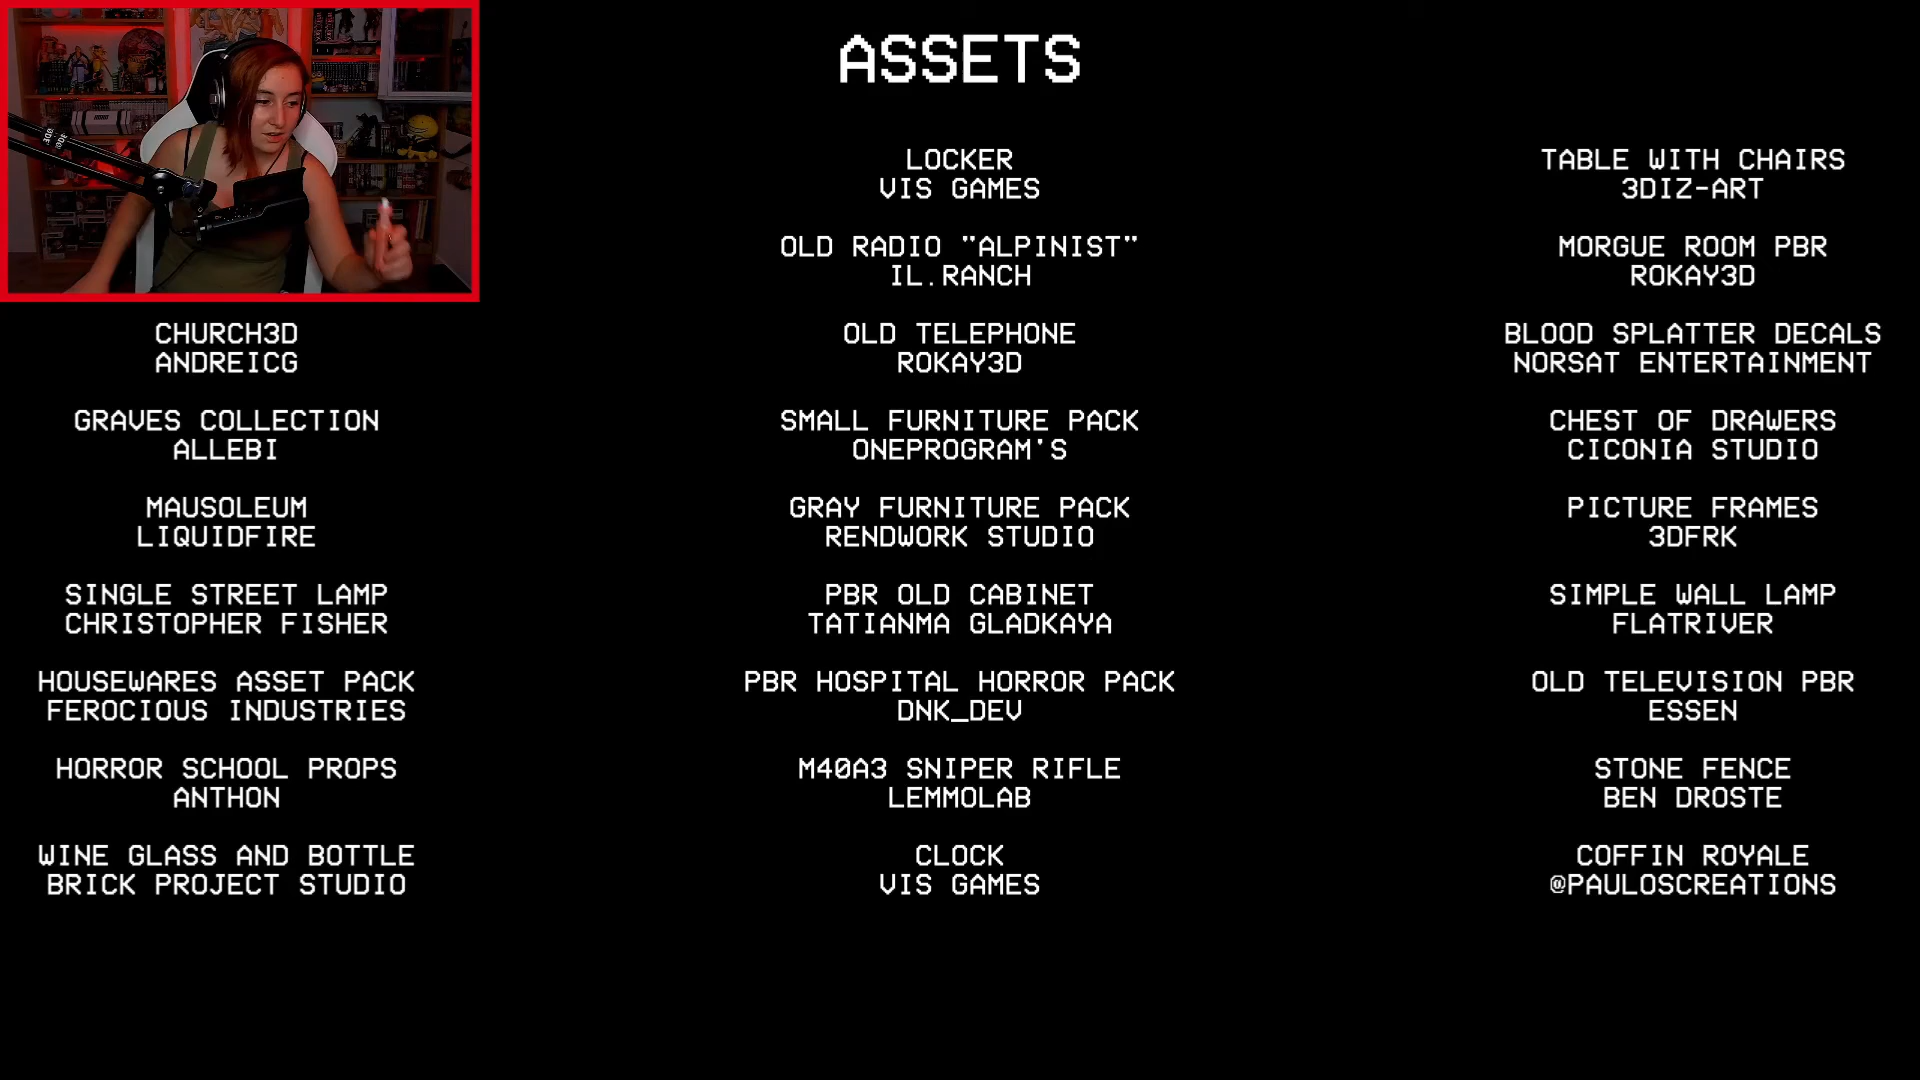 ASSETS
CHURCH3D
ANDREICG
GRAVES COLLECTION
ALLEBI
MAUSOLEUM
LIQUIDFIRE
SINGLE STREET LAMP
CHRISTOPHER FISHER
HOUSEWARES ASSET PACK
FEROCIOUS INDUSTRIES
HORROR SCHOOL PROPS
ANTHON
WINE GLASS AND BOTTLE
BRICK PROJECT STUDIO
LOCKER
VIS GAMES
OLD RADIO "ALPINIST"
IL.RANCH
OLD TELEPHONE
ROKAY3D
SMALL FURNITURE PACK
ONEPROGRAM'S
GRAY FURNITURE PACK
RENDWORK STUDIO
PBR OLD CABINET
TATIANMA GLADKAYA
PBR HOSPITAL HORROR PACK
DNK_DEV
M40A3 SNIPER RIFLE
LEMMOLAB
CLOCK
VIS GAMES
TABLE WITH CHAIRS
3DIZ-ART
MORGUE ROOM PBR
ROKAY3D
BLOOD SPLATTER DECALS
NORSAT ENTERTAINMENT
CHEST OF DRAWERS
CICONIA STUDIO
PICTURE FRAMES
3DFRK
SIMPLE WALL LAMP
FLATRIVER
OLD TELEVISION PBR
ESSEN
STONE FENCE
BEN DROSTE
COFFIN ROYALE
@PAULOSCREATIONS